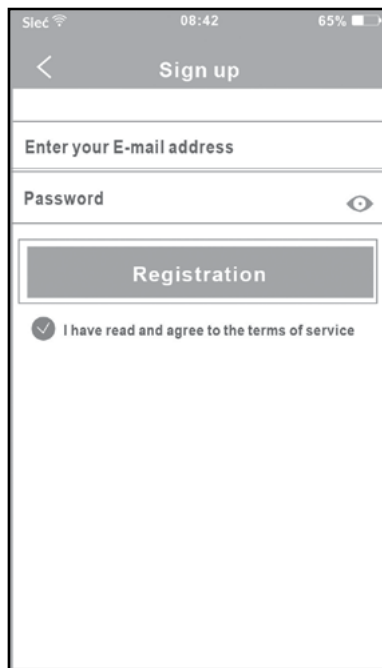 Sieć 08:42 65%
Sign up
Enter your E-mail address
Password
Registration
I have read and agree to the terms of service